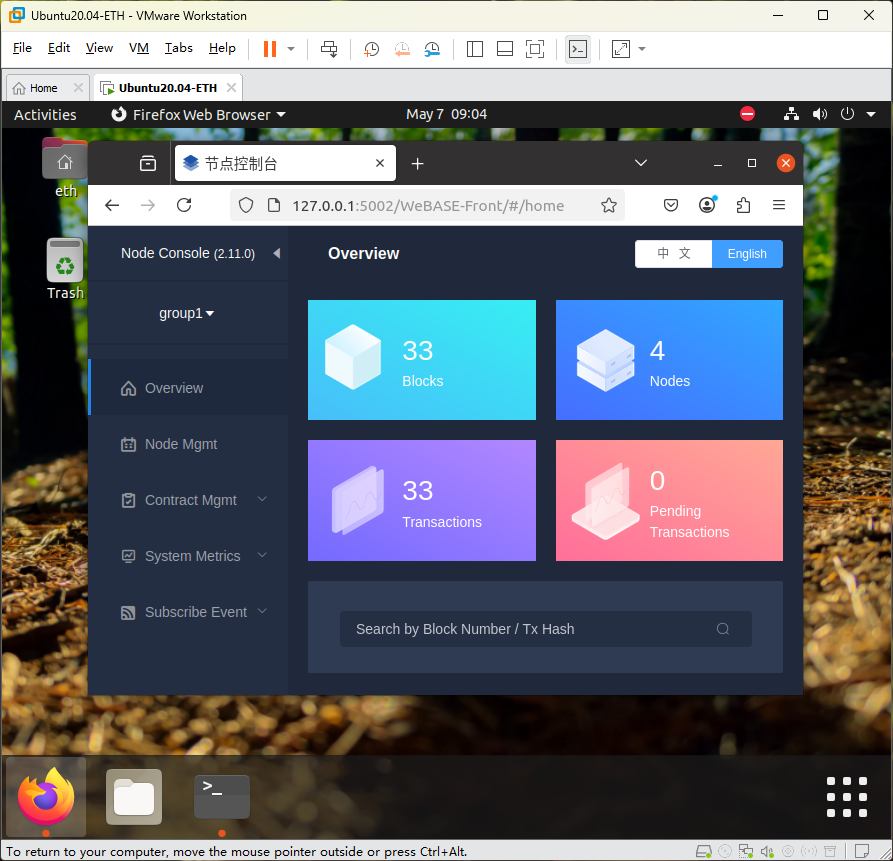 Ubuntu20.04-ETH - VMware Workstation
File Edit View VM Tabs Help
Home
Ubuntu20.04-ETH
Activities
Firefox Web Browser
May 7 09:04
eth
节点控制台
127.0.0.1:5002/WeBASE-Front/#/home
Trash
Node Console (2.11.0)
Overview
中 文
English
group1
33
Blocks
4
Nodes
Overview
Node Mgmt
Contract Mgmt
System Metrics
Subscribe Event
33
Transactions
0
Pending
Transactions
Search by Block Number / Tx Hash
>_
To return to your computer, move the mouse pointer outside or press Ctrl+Alt.